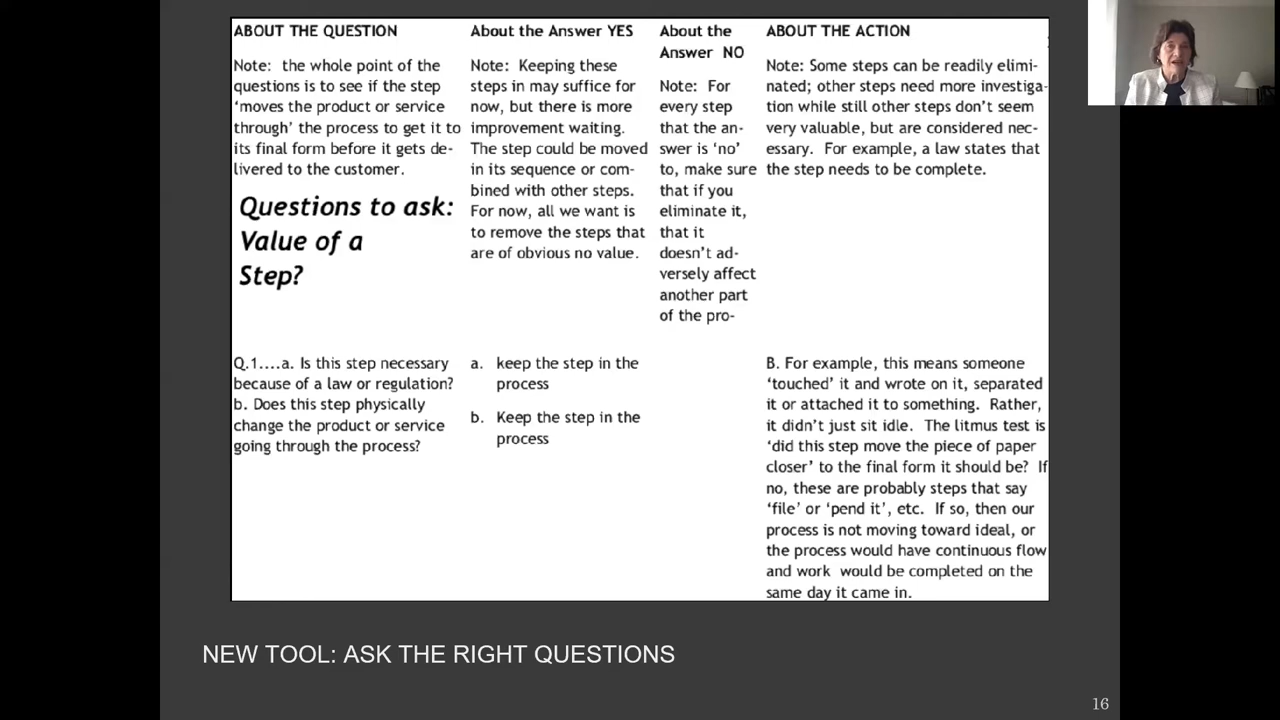 ABOUT THE QUESTION
Note: the whole point of the
questions is to see if the step
‘moves the product or service
through’ the process to get it to
its final form before it gets de-
livered to the customer.
Questions to ask:
Value of a
Step?
About the Answer YES
Note: Keeping these
steps in may suffice for
now, but there is more
improvement waiting.
The step could be moved
in its sequence or com-
bined with other steps.
For now, all we want is
to remove the steps that
are of obvious no value.
About the
Answer NO
Note: For
every step
that the an-
swer is ‘no’
to, make sure
that if you
eliminate it,
that it
doesn’t ad-
versely affect
another part
of the pro-
ABOUT THE ACTION
Note: Some steps can be readily elimi-
nated; other steps need more investiga-
tion while still other steps don’t seem
very valuable, but are considered nec-
essary. For example, a law states that
the step needs to be complete.
Q.1....a. Is this step necessary
because of a law or regulation?
b. Does this step physically
change the product or service
going through the process?
a. keep the step in the
process
b. Keep the step in the
process
B. For example, this means someone
‘touched’ it and wrote on it, separated
it or attached it to something. Rather,
it didn’t just sit idle. The litmus test is
‘did this step move the piece of paper
closer’ to the final form it should be? If
no, these are probably steps that say
‘file’ or ‘pend it’, etc. If so, then our
process is not moving toward ideal, or
the process would have continuous flow
and work would be completed on the
same day it came in.
NEW TOOL: ASK THE RIGHT QUESTIONS
16